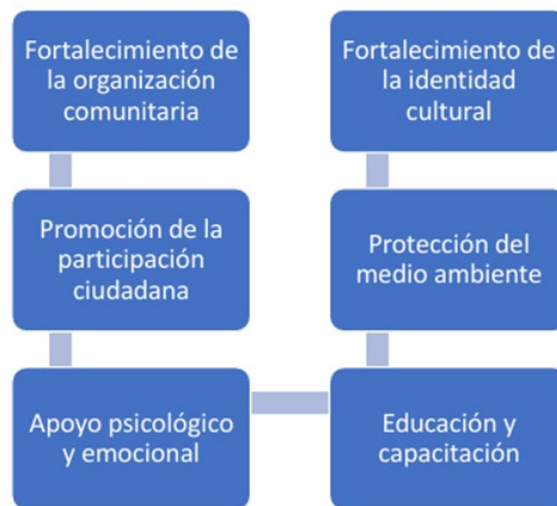 Fortalecimiento de
la organización
comunitaria
Promoción de la
participación
ciudadana
Apoyo psicológico
y emocional
Educación y
capacitación
Protección del
medio ambiente
Fortalecimiento de
la identidad
cultural